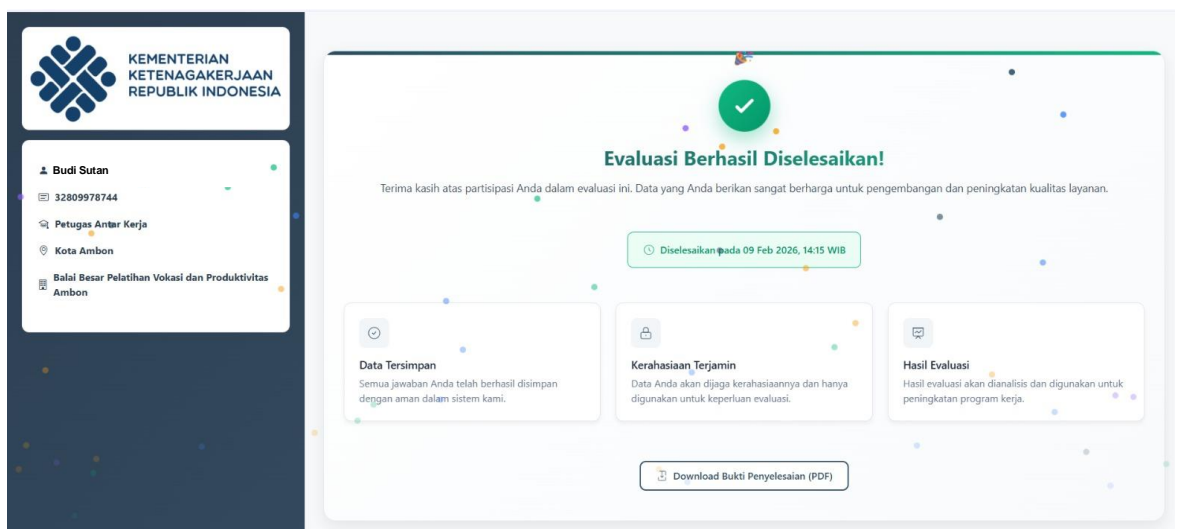 KEMENTERIAN
KETENAGAKERJAAN
REPUBLIK INDONESIA
Budi Sutan
32809978744
Petugas Antar Kerja
Kota Ambon
Balai Besar Pelatihan Vokasi dan Produktivitas
Ambon
Evaluasi Berhasil Diselesaikan!
Terima kasih atas partisipasi Anda dalam evaluasi ini. Data yang Anda berikan sangat berharga untuk pengembangan dan peningkatan kualitas layanan.
Diselesaikan pada 09 Feb 2026, 14:15 WIB
Data Tersimpan
Semua jawaban Anda telah berhasil disimpan
dengan aman dalam sistem kami.
Kerahasiaan Terjamin
Data Anda akan dijaga kerahasiaannya dan hanya
digunakan untuk keperluan evaluasi.
Hasil Evaluasi
Hasil evaluasi akan dianalisis dan digunakan untuk
peningkatan program kerja.
Download Bukti Penyelesaian (PDF)